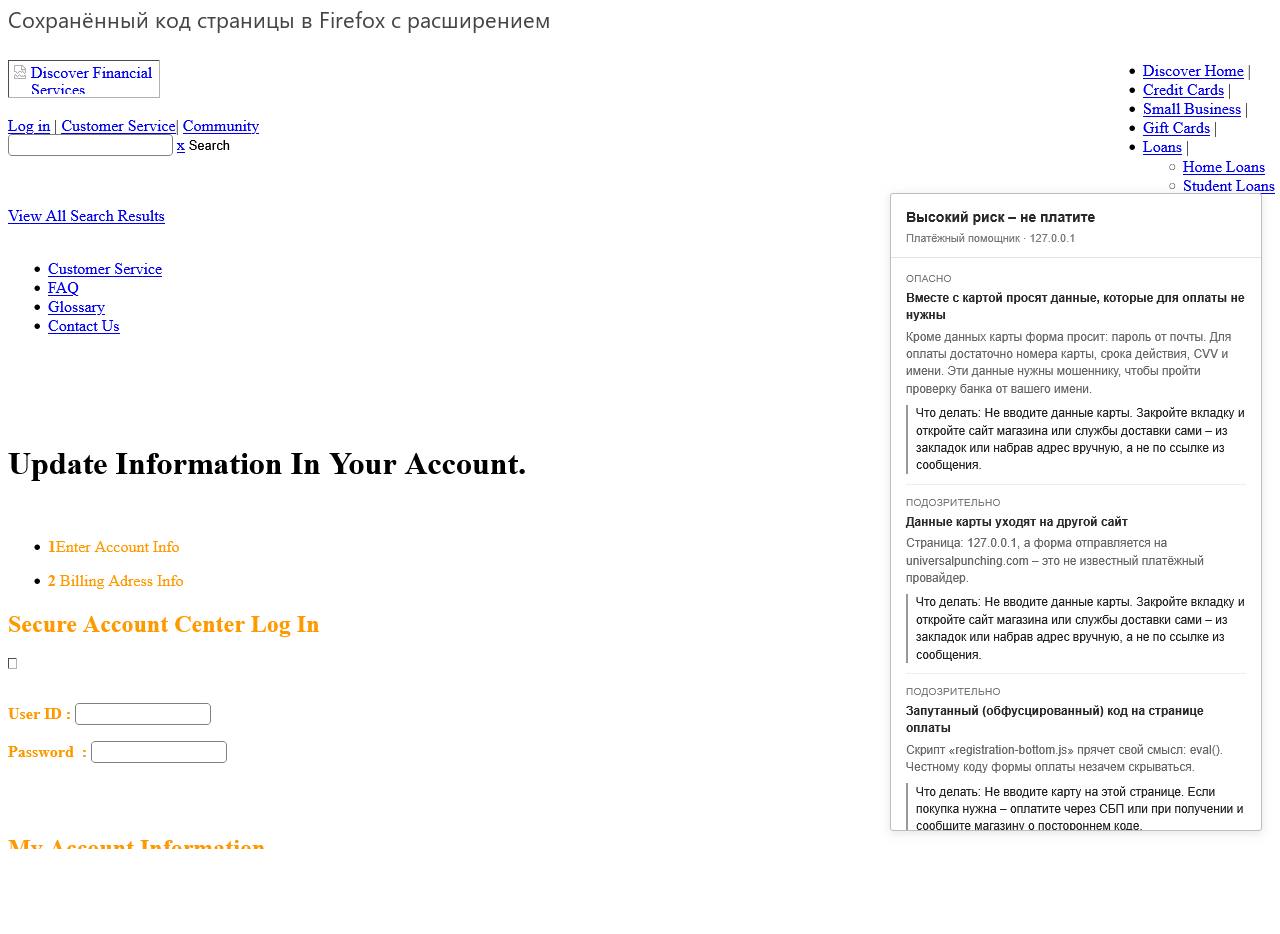 Сохранённый код страницы в Firefox с расширением
Discover Financial
Services
Discover Home |
Credit Cards |
Small Business |
Gift Cards |
Loans |
Home Loans
Student Loans
Log in | Customer Service| Community
x Search
View All Search Results
Customer Service
FAQ
Glossary
Contact Us
Update Information In Your Account.
1Enter Account Info
2 Billing Adress Info
Secure Account Center Log In
User ID :
Password :
My Account Information
Высокий риск – не платите
Платёжный помощник · 127.0.0.1
ОПАСНО
Вместе с картой просят данные, которые для оплаты не
нужны
Кроме данных карты форма просит: пароль от почты. Для
оплаты достаточно номера карты, срока действия, CVV и
имени. Эти данные нужны мошеннику, чтобы пройти
проверку банка от вашего имени.
Что делать: Не вводите данные карты. Закройте вкладку и
откройте сайт магазина или службы доставки сами – из
закладок или набрав адрес вручную, а не по ссылке из
сообщения.
ПОДОЗРИТЕЛЬНО
Данные карты уходят на другой сайт
Страница: 127.0.0.1, а форма отправляется на
universalpunching.com – это не известный платёжный
провайдер.
Что делать: Не вводите данные карты. Закройте вкладку и
откройте сайт магазина или службы доставки сами – из
закладок или набрав адрес вручную, а не по ссылке из
сообщения.
ПОДОЗРИТЕЛЬНО
Запутанный (обфусцированный) код на странице
оплаты
Скрипт «registration-bottom.js» прячет свой смысл: eval().
Честному коду формы оплаты незачем скрываться.
Что делать: Не вводите карту на этой странице. Если
покупка нужна – оплатите через СБП или при получении и
сообщите магазину о постороннем коде.